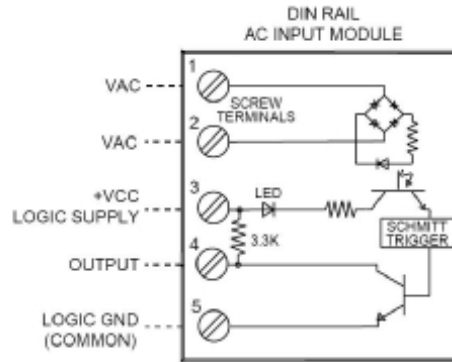 DIN RAIL
AC INPUT MODULE
1
VAC
SCREW
TERMINALS
2
VAC
3
+VCC
LOGIC SUPPLY
LED
3.3K
SCHMITT
TRIGGER
4
OUTPUT
5
LOGIC GND
(COMMON)